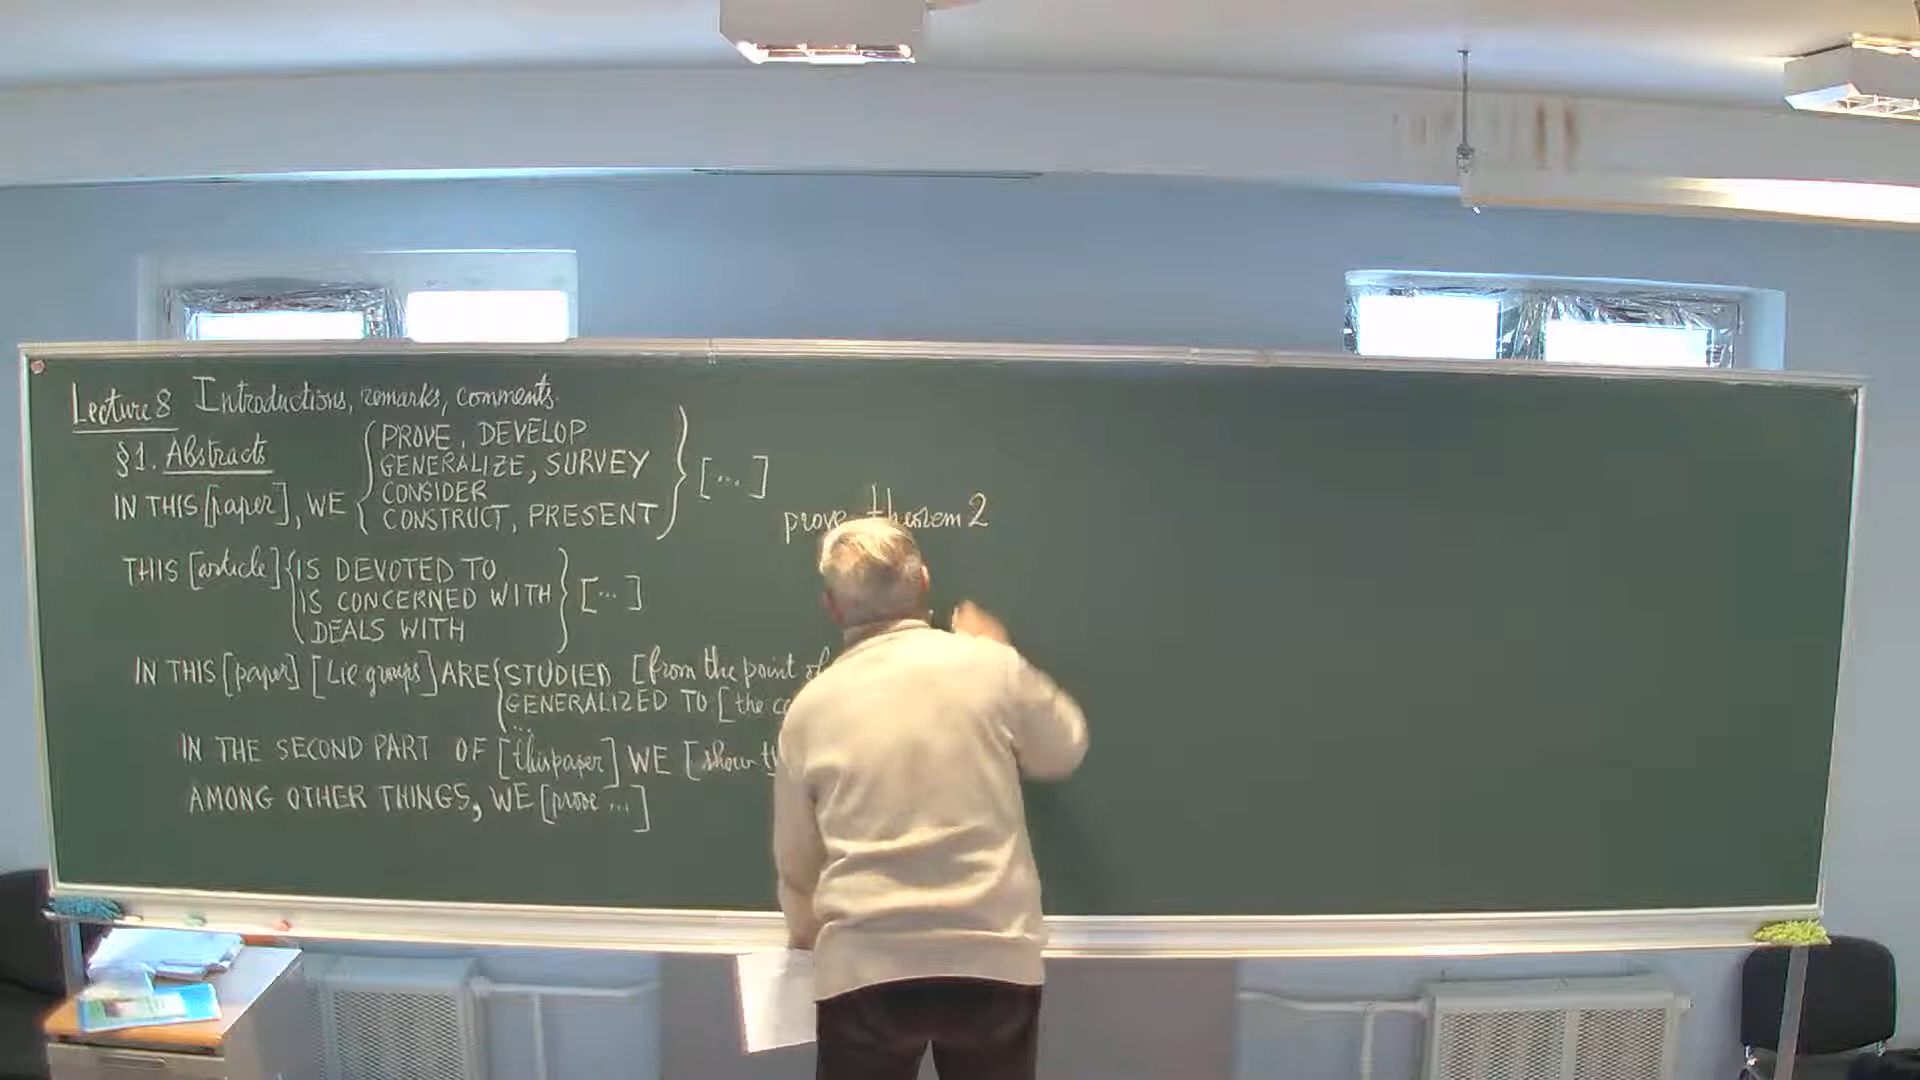 Lecture 8 Introductions, remarks, comments.
§1. Abstracts
IN THIS [paper], WE { PROVE, DEVELOP
GENERALIZE, SURVEY
CONSIDER
CONSTRUCT, PRESENT } [...]
prove theorem 2
THIS [article] { IS DEVOTED TO
IS CONCERNED WITH
DEALS WITH } [...]
IN THIS [paper] [Lie groups] ARE { STUDIED [from the point
GENERALIZED TO [the
...
IN THE SECOND PART OF [this paper] WE [show
AMONG OTHER THINGS, WE [prove ...]